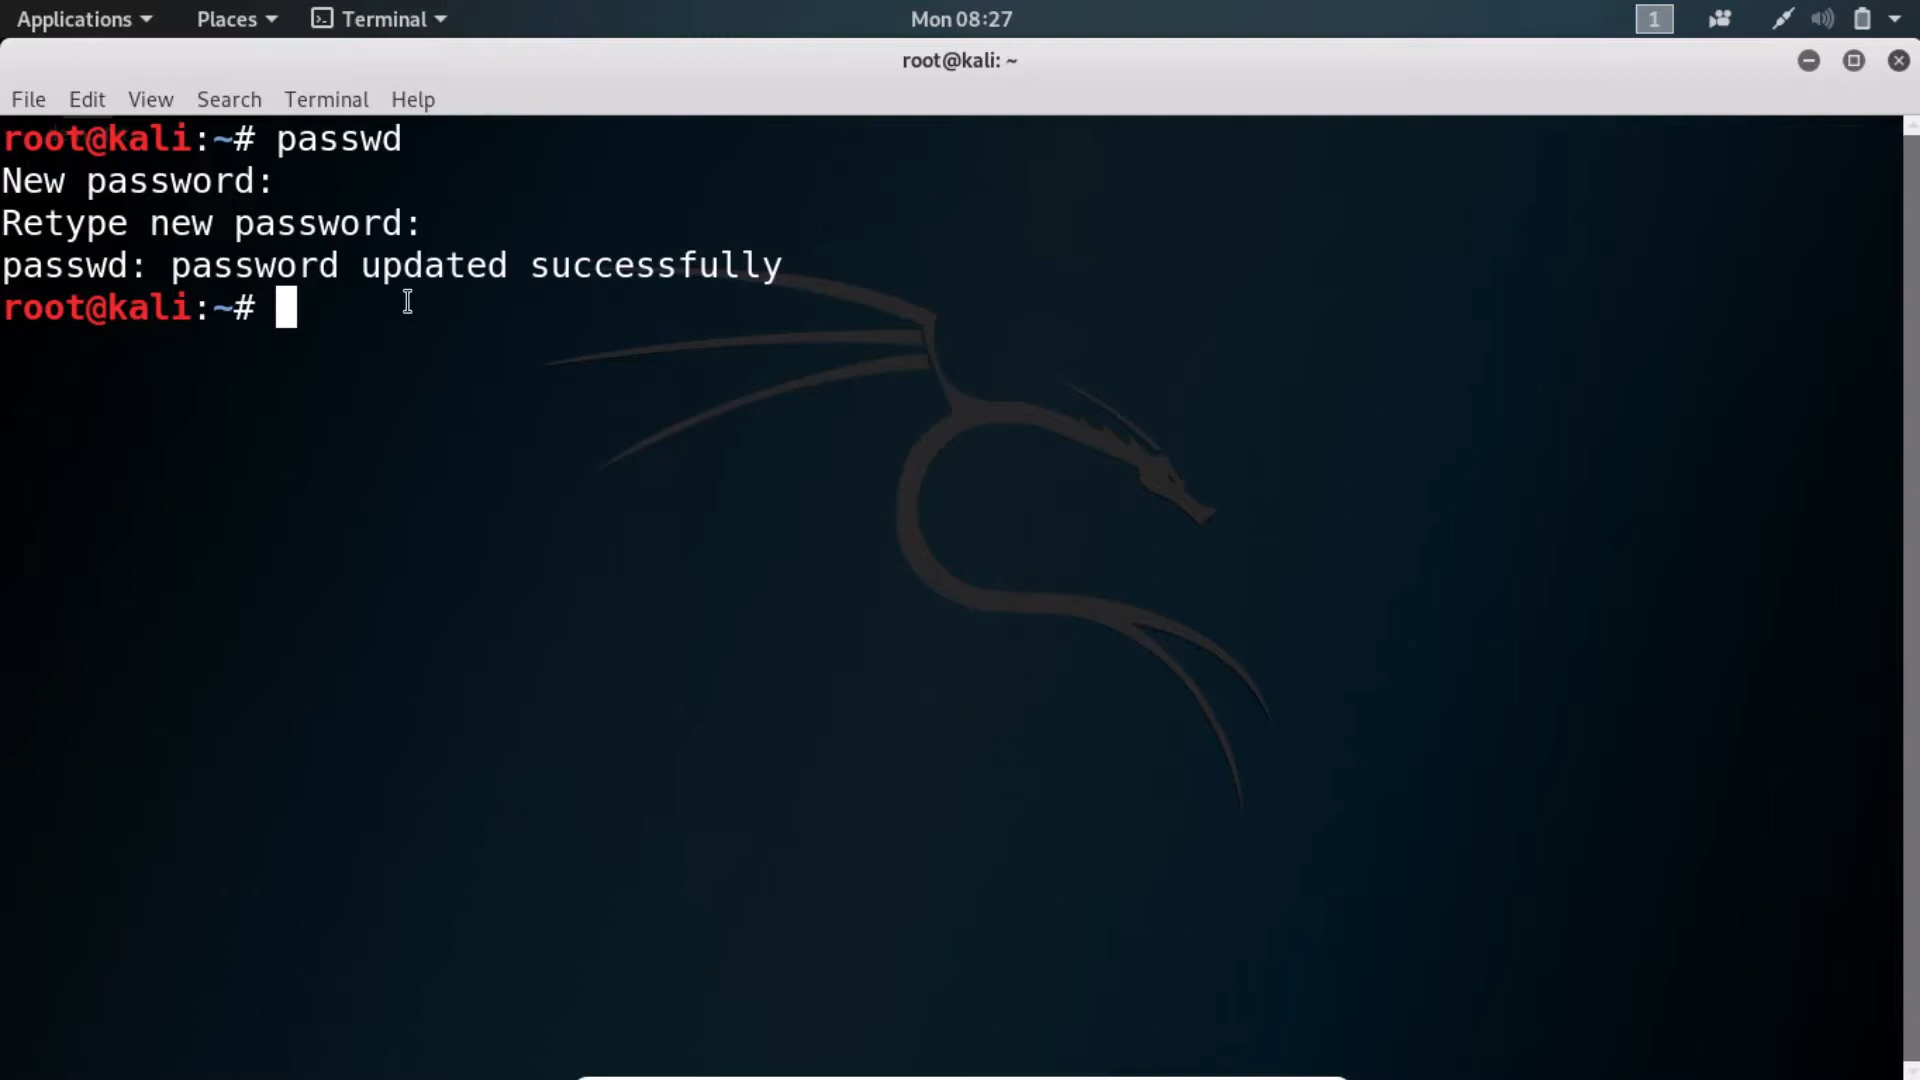 Applications Places Terminal Mon 08:27 1
root@kali: ~
File Edit View Search Terminal Help
root@kali:~# passwd
New password:
Retype new password:
passwd: password updated successfully
root@kali:~#